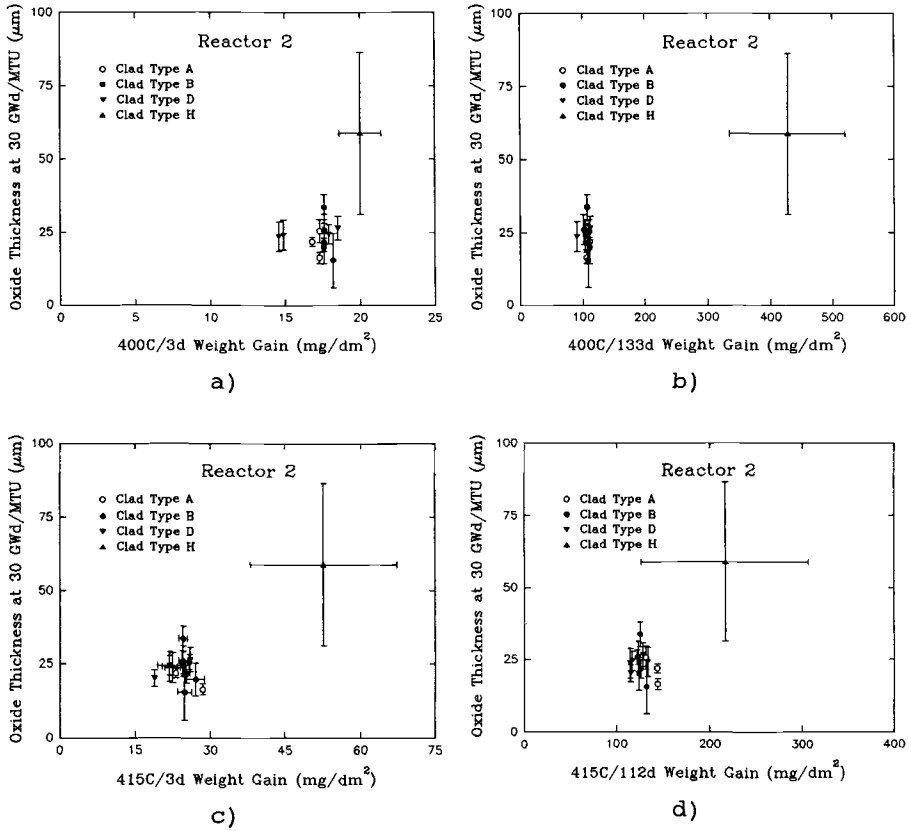 Oxide Thickness at 30 GWd/MTU (μm)
100
75
50
25
0
Reactor 2
Clad Type A
Clad Type B
Clad Type D
Clad Type H
0 5 10 15 20 25
400C/3d Weight Gain (mg/dm²)
a)
Oxide Thickness at 30 GWd/MTU (μm)
100
75
50
25
0
Reactor 2
Clad Type A
Clad Type B
Clad Type D
Clad Type H
0 100 200 300 400 500 600
400C/133d Weight Gain (mg/dm²)
b)
Oxide Thickness at 30 GWd/MTU (μm)
100
75
50
25
0
Reactor 2
Clad Type A
Clad Type B
Clad Type D
Clad Type H
0 15 30 45 60 75
415C/3d Weight Gain (mg/dm²)
c)
Oxide Thickness at 30 GWd/MTU (μm)
100
75
50
25
0
Reactor 2
Clad Type A
Clad Type B
Clad Type D
Clad Type H
0 100 200 300 400
415C/112d Weight Gain (mg/dm²)
d)